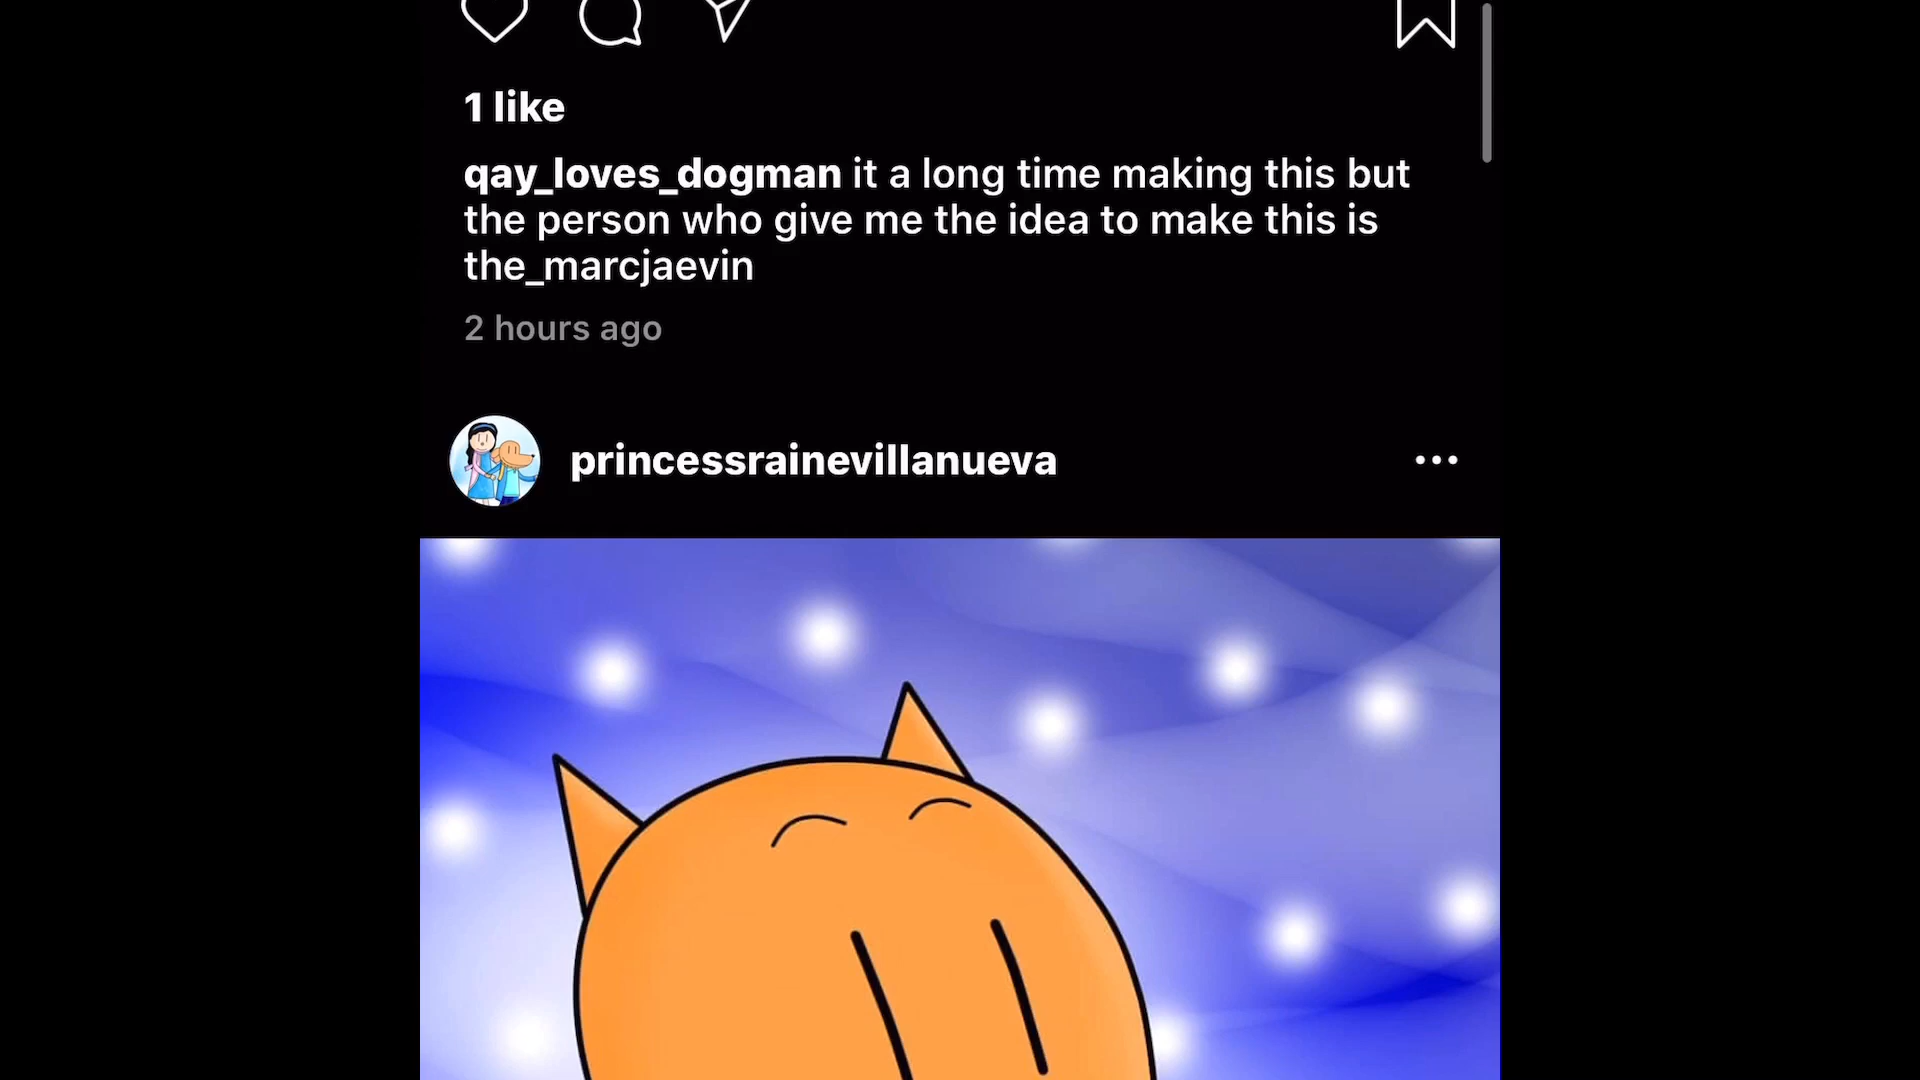 1 like
qay_loves_dogman it a long time making this but
the person who give me the idea to make this is
the_marcjaevin
2 hours ago
princessrainevillanueva